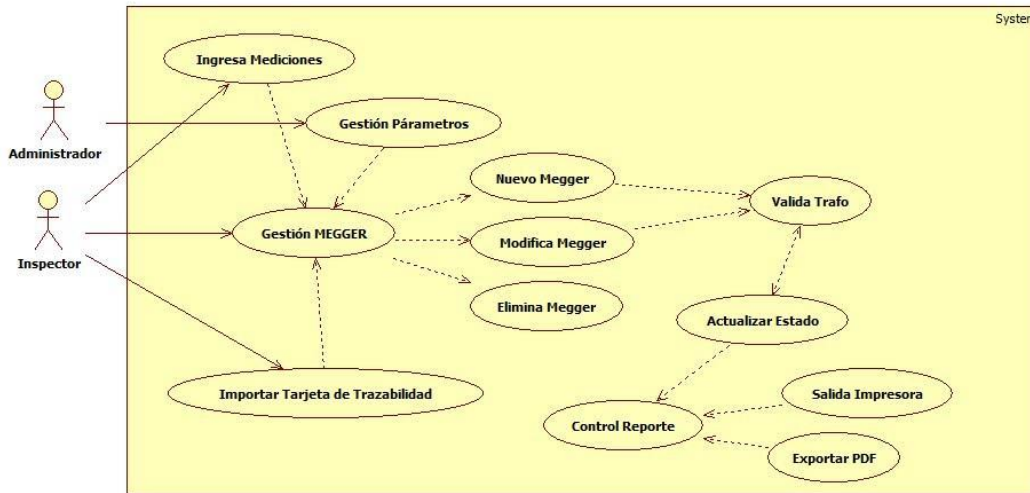 System
Ingresa Mediciones
Administrador
Gestión Párametros
Nuevo Megger
Valida Trafo
Inspector
Gestión MEGGER
Modifica Megger
Elimina Megger
Actualizar Estado
Importar Tarjeta de Trazabilidad
Salida Impresora
Control Reporte
Exportar PDF